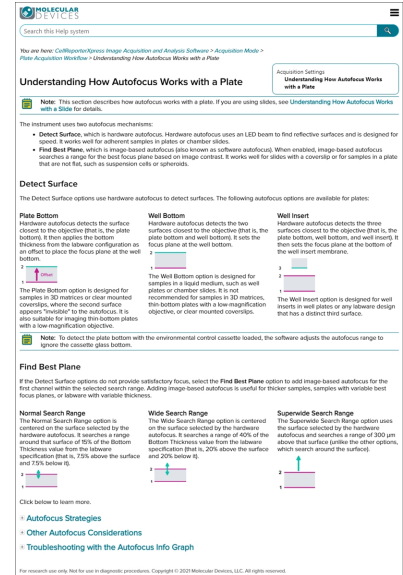 MOLECULAR
DEVICES
Search this Help system
You are here: CellReporterXpress Image Acquisition and Analysis Software > Acquisition Mode >
Plate Acquisition Workflow > Understanding How Autofocus Works with a Plate
Acquisition Settings
Understanding How Autofocus Works
with a Plate
Understanding How Autofocus Works with a Plate
Note: This section describes how autofocus works with a plate. If you are using slides, see Understanding How Autofocus Works
with a Slide for details.
The instrument uses two autofocus mechanisms:
• Detect Surface, which is hardware autofocus. Hardware autofocus uses an LED beam to find reflective surfaces and is designed for
speed. It works well for adherent samples in plates or chamber slides.
• Find Best Plane, which is image-based autofocus (also known as software autofocus). When enabled, image-based autofocus
searches a range for the best focus plane based on image contrast. It works well for slides with a coverslip or for samples in a plate
that are not flat, such as suspension cells or spheroids.
Detect Surface
The Detect Surface options use hardware autofocus to detect surfaces. The following autofocus options are available for plates:
Plate Bottom
Hardware autofocus detects the surface
closest to the objective (that is, the plate
bottom). It then applies the bottom
thickness from the labware configuration as
an offset to place the focus plane at the well
bottom.
2
Offset
1
The Plate Bottom option is designed for
samples in 3D matrices or clear mounted
coverslips, where the second surface
appears "invisible" to the autofocus. It is
also suitable for imaging thin-bottom plates
with a low-magnification objective.
Well Bottom
Hardware autofocus detects the two
surfaces closest to the objective (that is, the
plate bottom and well bottom). It sets the
focus plane at the well bottom.
2
1
The Well Bottom option is designed for
samples in a liquid medium, such as well
plates or chamber slides. It is not
recommended for samples in 3D matrices,
thin-bottom plates with a low-magnification
objective, or clear mounted coverslips.
Well Insert
Hardware autofocus detects the three
surfaces closest to the objective (that is, the
plate bottom, well bottom, and well insert). It
then sets the focus plane at the bottom of
the well insert membrane.
3
2
1
The Well Insert option is designed for well
inserts in well plates or any labware design
that has a distinct third surface.
Note: To detect the plate bottom with the environmental control cassette loaded, the software adjusts the autofocus range to
ignore the cassette glass bottom.
Find Best Plane
If the Detect Surface options do not provide satisfactory focus, select the Find Best Plane option to add image-based autofocus for the
first channel within the selected search range. Adding image-based autofocus is useful for thicker samples, samples with variable best
focus planes, or labware with variable thickness.
Normal Search Range
The Normal Search Range option is
centered on the surface selected by the
hardware autofocus. It searches a range
around that surface of 15% of the Bottom
Thickness value from the labware
specification (that is, 7.5% above the surface
and 7.5% below it).
2
1
Wide Search Range
The Wide Search Range option is centered
on the surface selected by the hardware
autofocus. It searches a range of 40% of the
Bottom Thickness value from the labware
specification (that is, 20% above the surface
and 20% below it).
2
1
Superwide Search Range
The Superwide Search Range option uses
the surface selected by the hardware
autofocus and searches a range of 300 μm
above that surface (unlike the other options,
which search around the surface).
2
1
Click below to learn more.
Autofocus Strategies
Other Autofocus Considerations
Troubleshooting with the Autofocus Info Graph
For research use only. Not for use in diagnostic procedures. Copyright © 2021 Molecular Devices, LLC. All rights reserved.